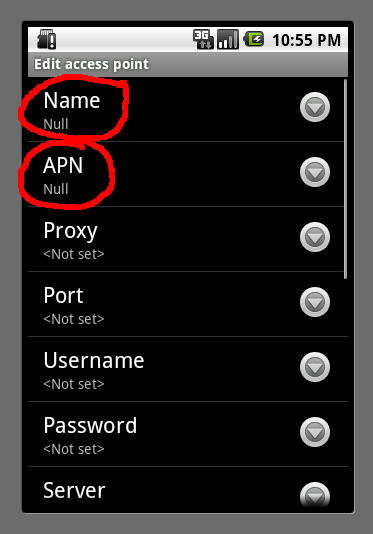 3G 10:55 PM
Edit access point
Name
Null
APN
Null
Proxy
<Not set>
Port
<Not set>
Username
<Not set>
Password
<Not set>
Server